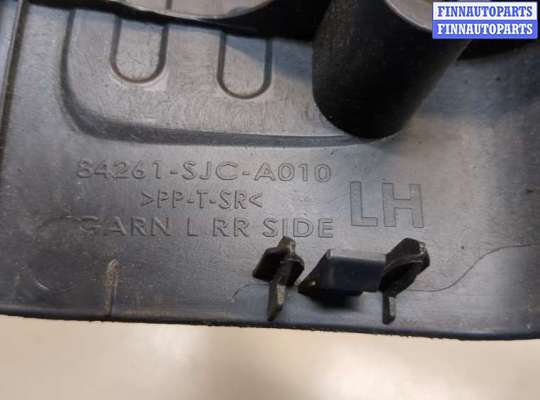 FINNAUTOPARTS
FINNAUTOPARTS
84261-SJC-A010
>PP-T-SR<
LH
GARN L RR SIDE